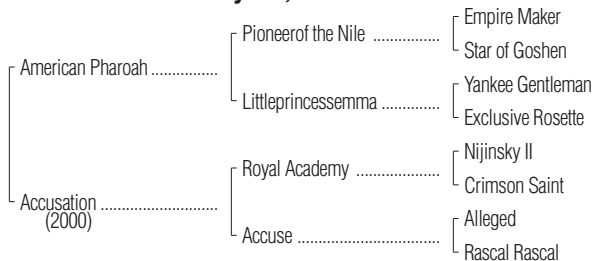 Empire Maker
Pioneerof the Nile ................
Star of Goshen
American Pharoah ................
Yankee Gentleman
Littleprincessemma ..............
Exclusive Rosette
Nijinsky II
Royal Academy ....................
Crimson Saint
Accusation ............................
(2000)
Alleged
Accuse ..................................
Rascal Rascal